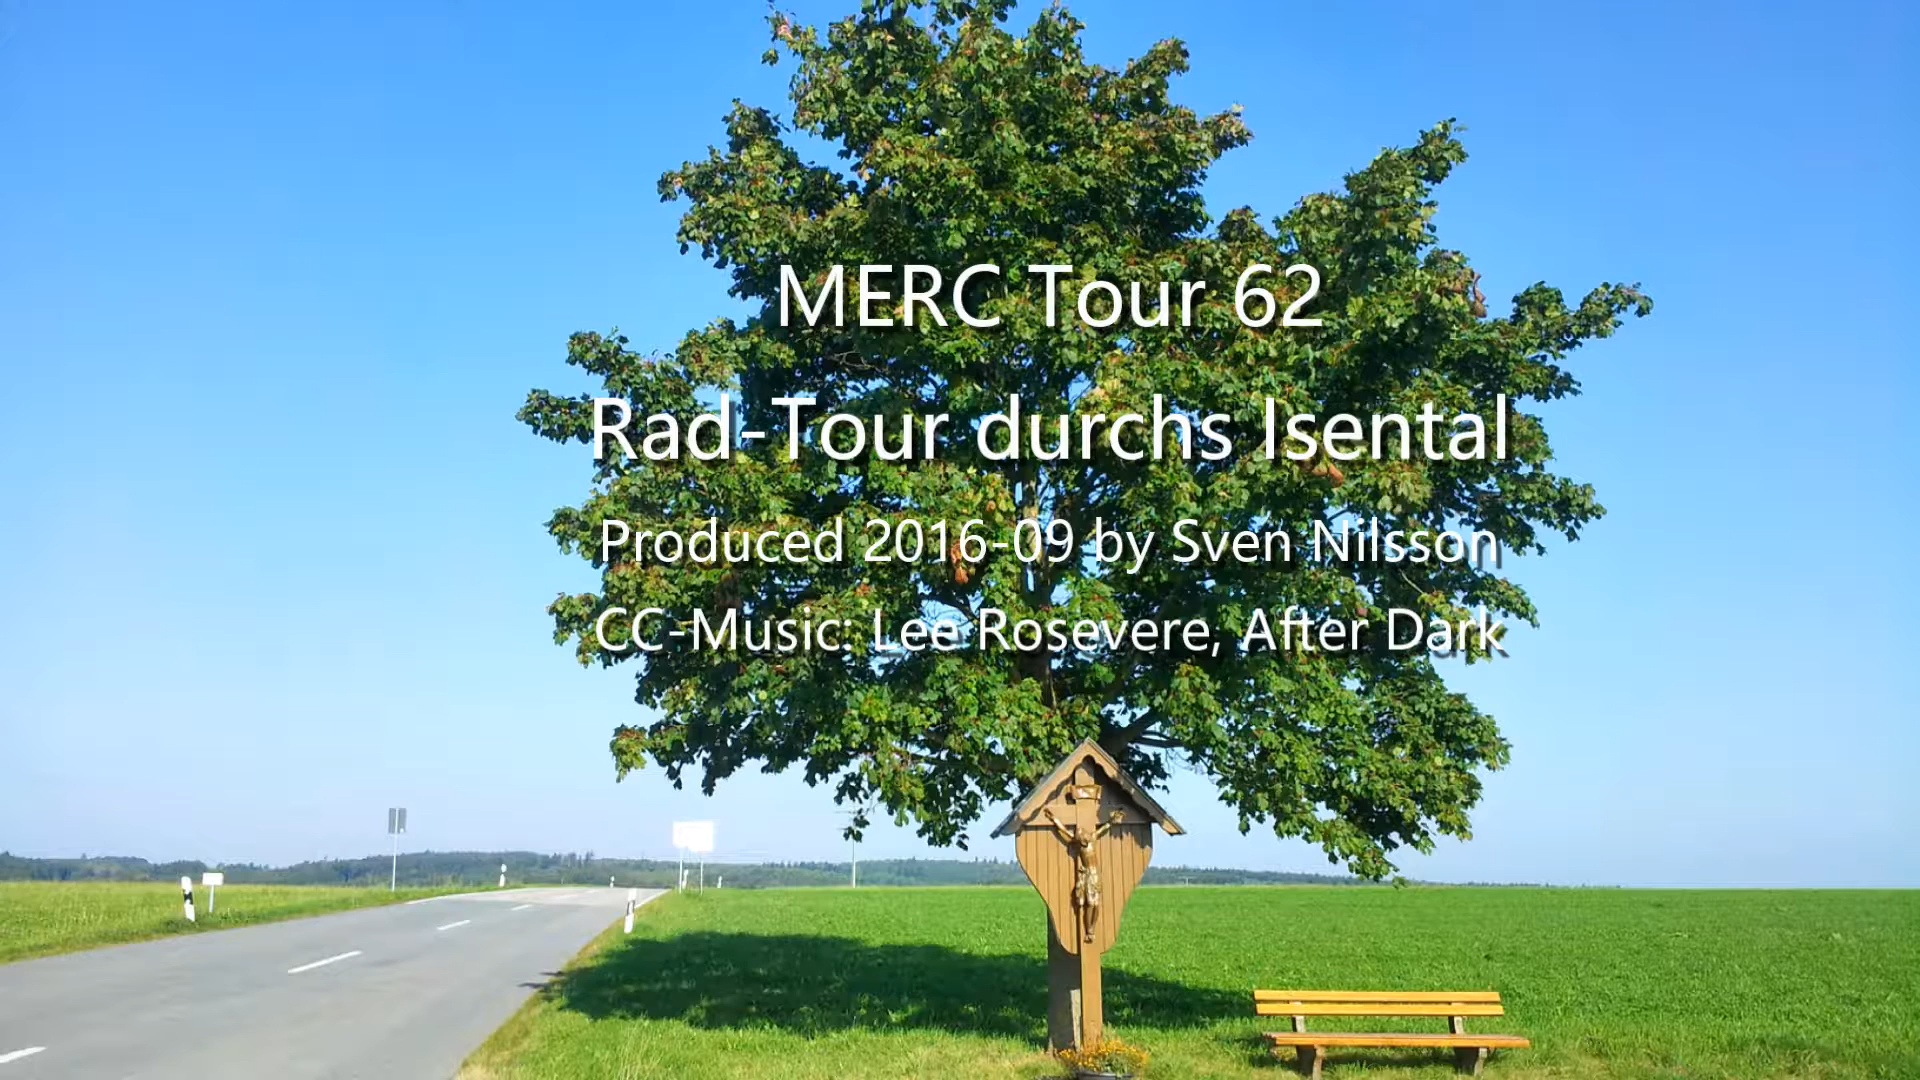 MERC Tour 62
Rad-Tour durchs Isental
Produced 2016-09 by Sven Nilsson
CC-Music: Lee Rosevere, After Dark